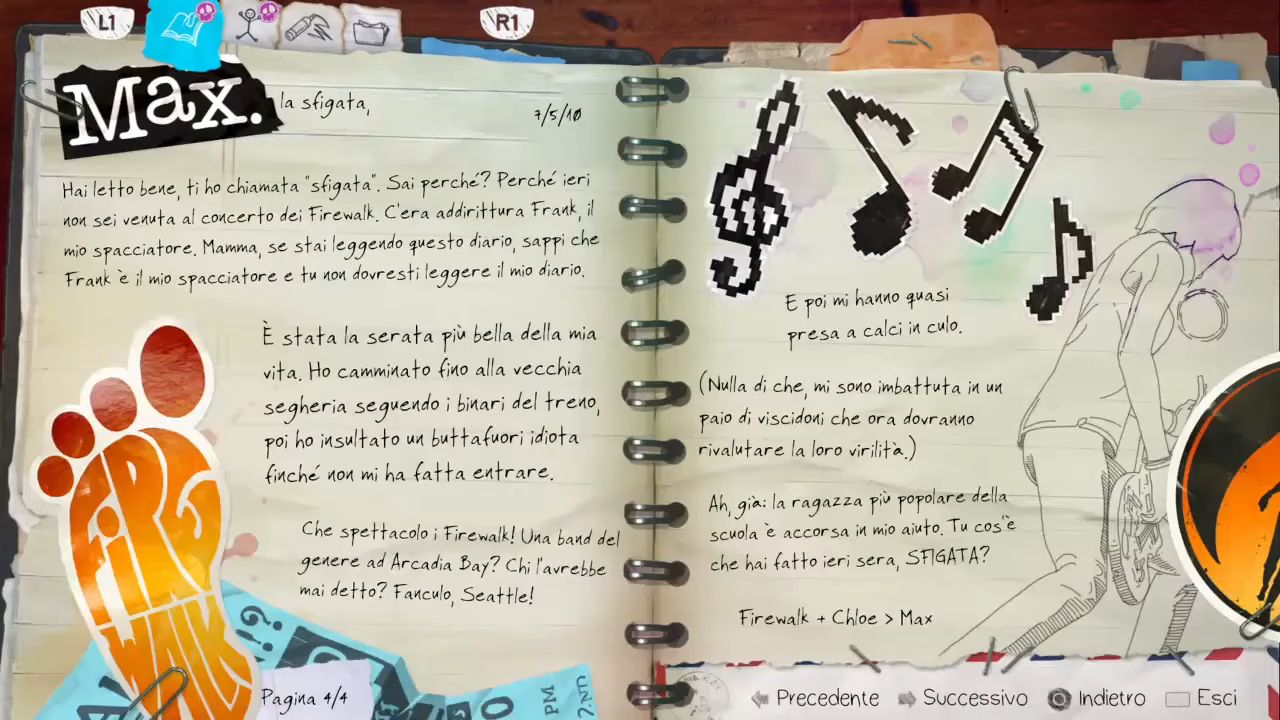 L1
R1
Max.
la sfigata,
7/5/10
Hai letto bene, ti ho chiamata "sfigata". Sai perché? Perché ieri
non sei venuta al concerto dei Firewalk. C'era addirittura Frank, il
mio spacciatore. Mamma, se stai leggendo questo diario, sappi che
Frank è il mio spacciatore e tu non dovresti leggere il mio diario.
È stata la serata più bella della mia
vita. Ho camminato fino alla vecchia
segheria seguendo i binari del treno,
poi ho insultato un buttafuori idiota
finché non mi ha fatta entrare.
Che spettacolo i Firewalk! Una band del
genere ad Arcadia Bay? Chi l'avrebbe
mai detto? Fanculo, Seattle!
FIRE
WALK
Pagina 4/4
PM
E poi mi hanno quasi
presa a calci in culo.
(Nulla di che, mi sono imbattuta in un
paio di viscidoni che ora dovranno
rivalutare la loro virilità.)
Ah, già: la ragazza più popolare della
scuola è accorsa in mio aiuto. Tu cos'è
che hai fatto ieri sera, SFIGATA?
Firewalk + Chloe > Max
Precedente
Successivo
Indietro
Esci